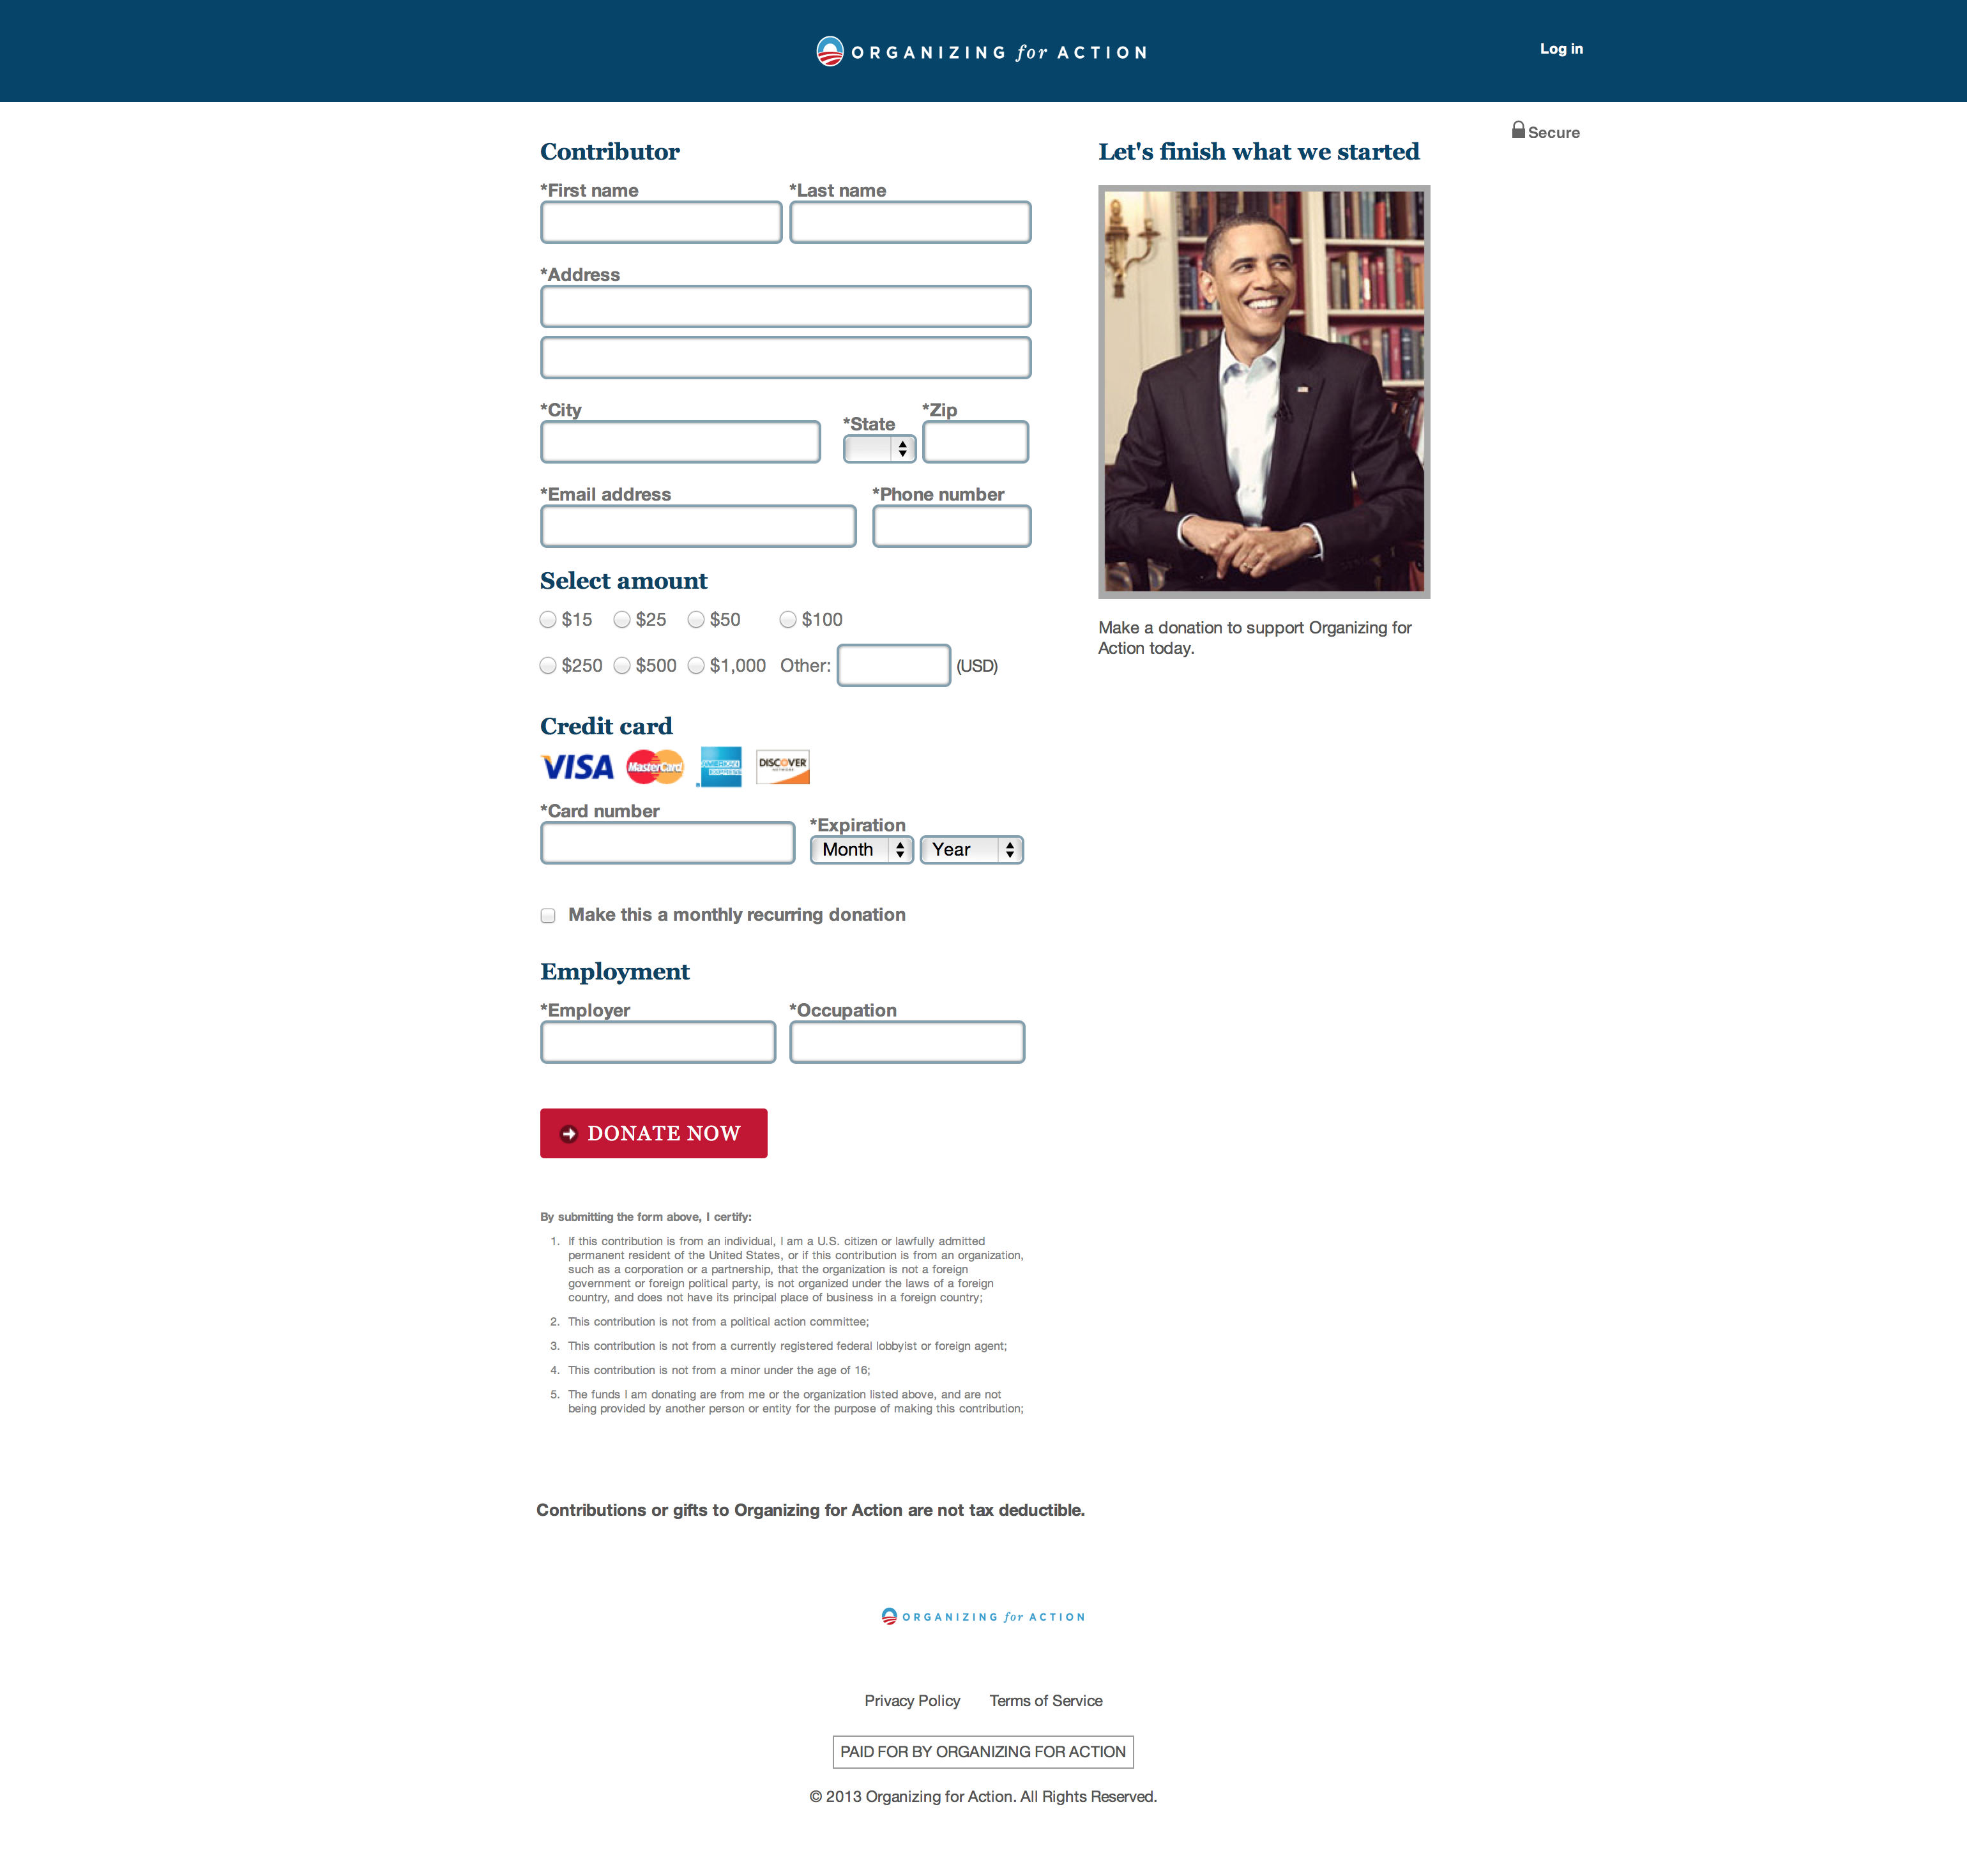 ORGANIZING for ACTION
Log in
Secure
Contributor
*First name *Last name
*Address
*City *State *Zip
*Email address *Phone number
Select amount
$15 $25 $50 $100
$250 $500 $1,000 Other: (USD)
Credit card
VISA MasterCard AMERICAN EXPRESS DISCOVER NETWORK
*Card number *Expiration
Month Year
Make this a monthly recurring donation
Employment
*Employer *Occupation
DONATE NOW
By submitting the form above, I certify:
1. If this contribution is from an individual, I am a U.S. citizen or lawfully admitted
permanent resident of the United States, or if this contribution is from an organization,
such as a corporation or a partnership, that the organization is not a foreign
government or foreign political party, is not organized under the laws of a foreign
country, and does not have its principal place of business in a foreign country;
2. This contribution is not from a political action committee;
3. This contribution is not from a currently registered federal lobbyist or foreign agent;
4. This contribution is not from a minor under the age of 16;
5. The funds I am donating are from me or the organization listed above, and are not
being provided by another person or entity for the purpose of making this contribution;
Let's finish what we started
Make a donation to support Organizing for
Action today.
Contributions or gifts to Organizing for Action are not tax deductible.
ORGANIZING for ACTION
Privacy Policy Terms of Service
PAID FOR BY ORGANIZING FOR ACTION
© 2013 Organizing for Action. All Rights Reserved.